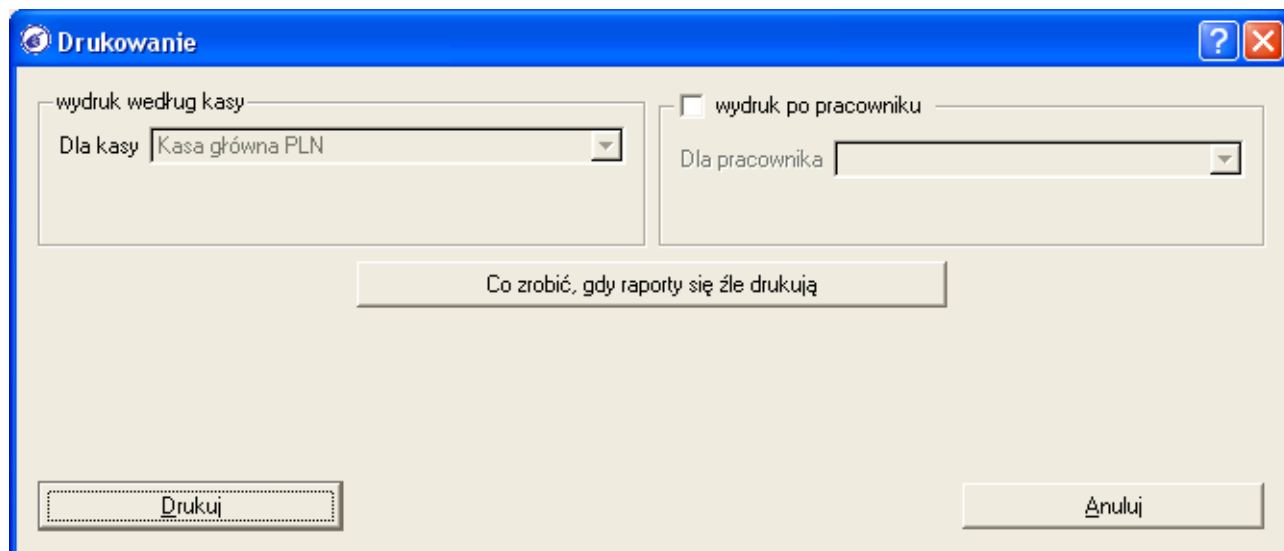 Drukowanie
wydruk według kasy
Dla kasy Kasa główna PLN
wydruk po pracowniku
Dla pracownika
Co zrobić, gdy raporty się źle drukują
Drukuj
Anuluj